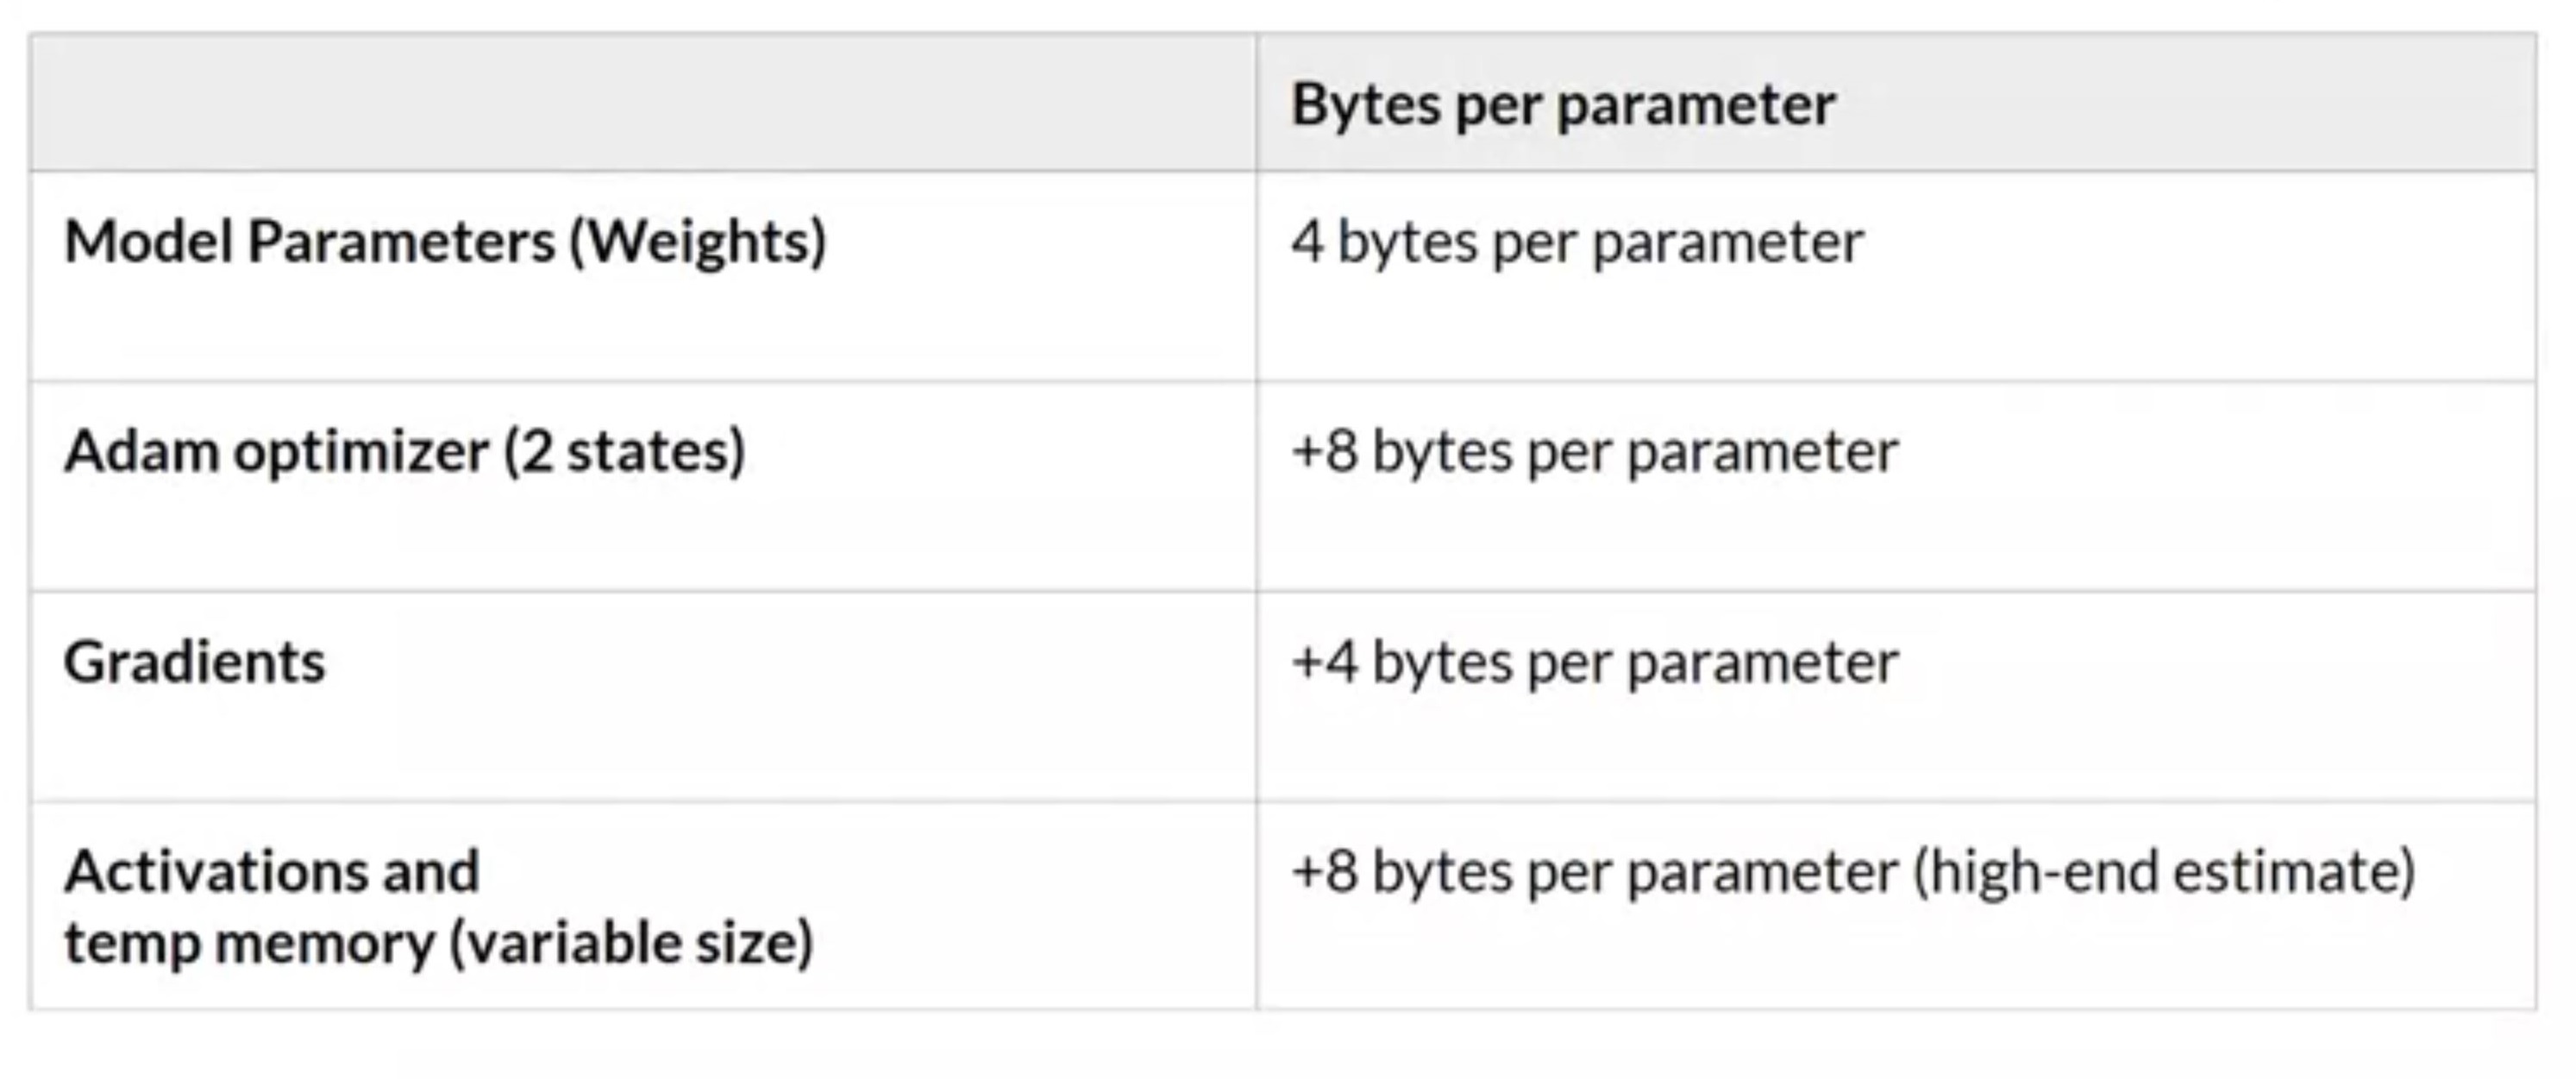 Bytes per parameter
Model Parameters (Weights)
4 bytes per parameter
Adam optimizer (2 states)
+8 bytes per parameter
Gradients
+4 bytes per parameter
Activations and
temp memory (variable size)
+8 bytes per parameter (high-end estimate)